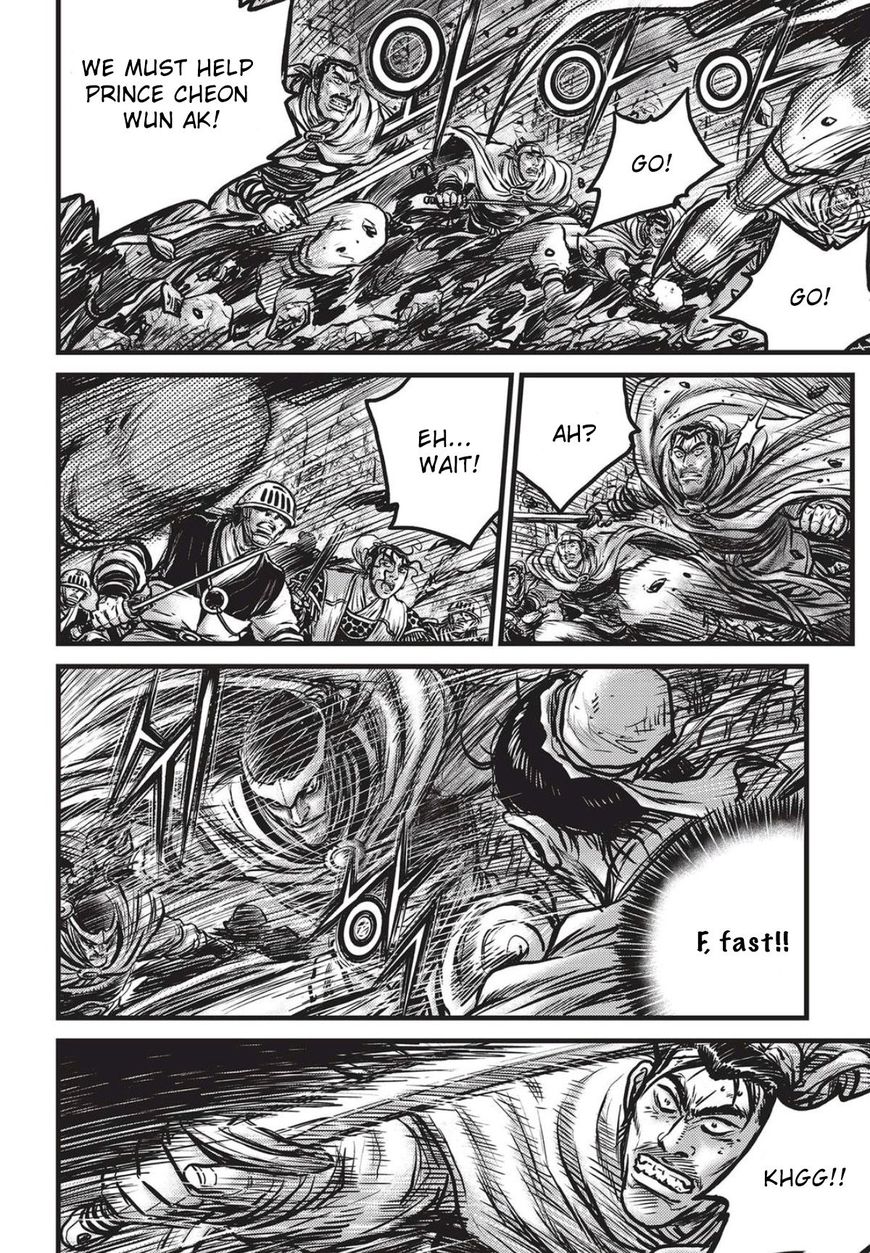 WE MUST HELP
PRINCE CHEON
WUN AK!
GO!
GO!
EH...
WAIT!
AH?
F, fast!!
KHGG!!